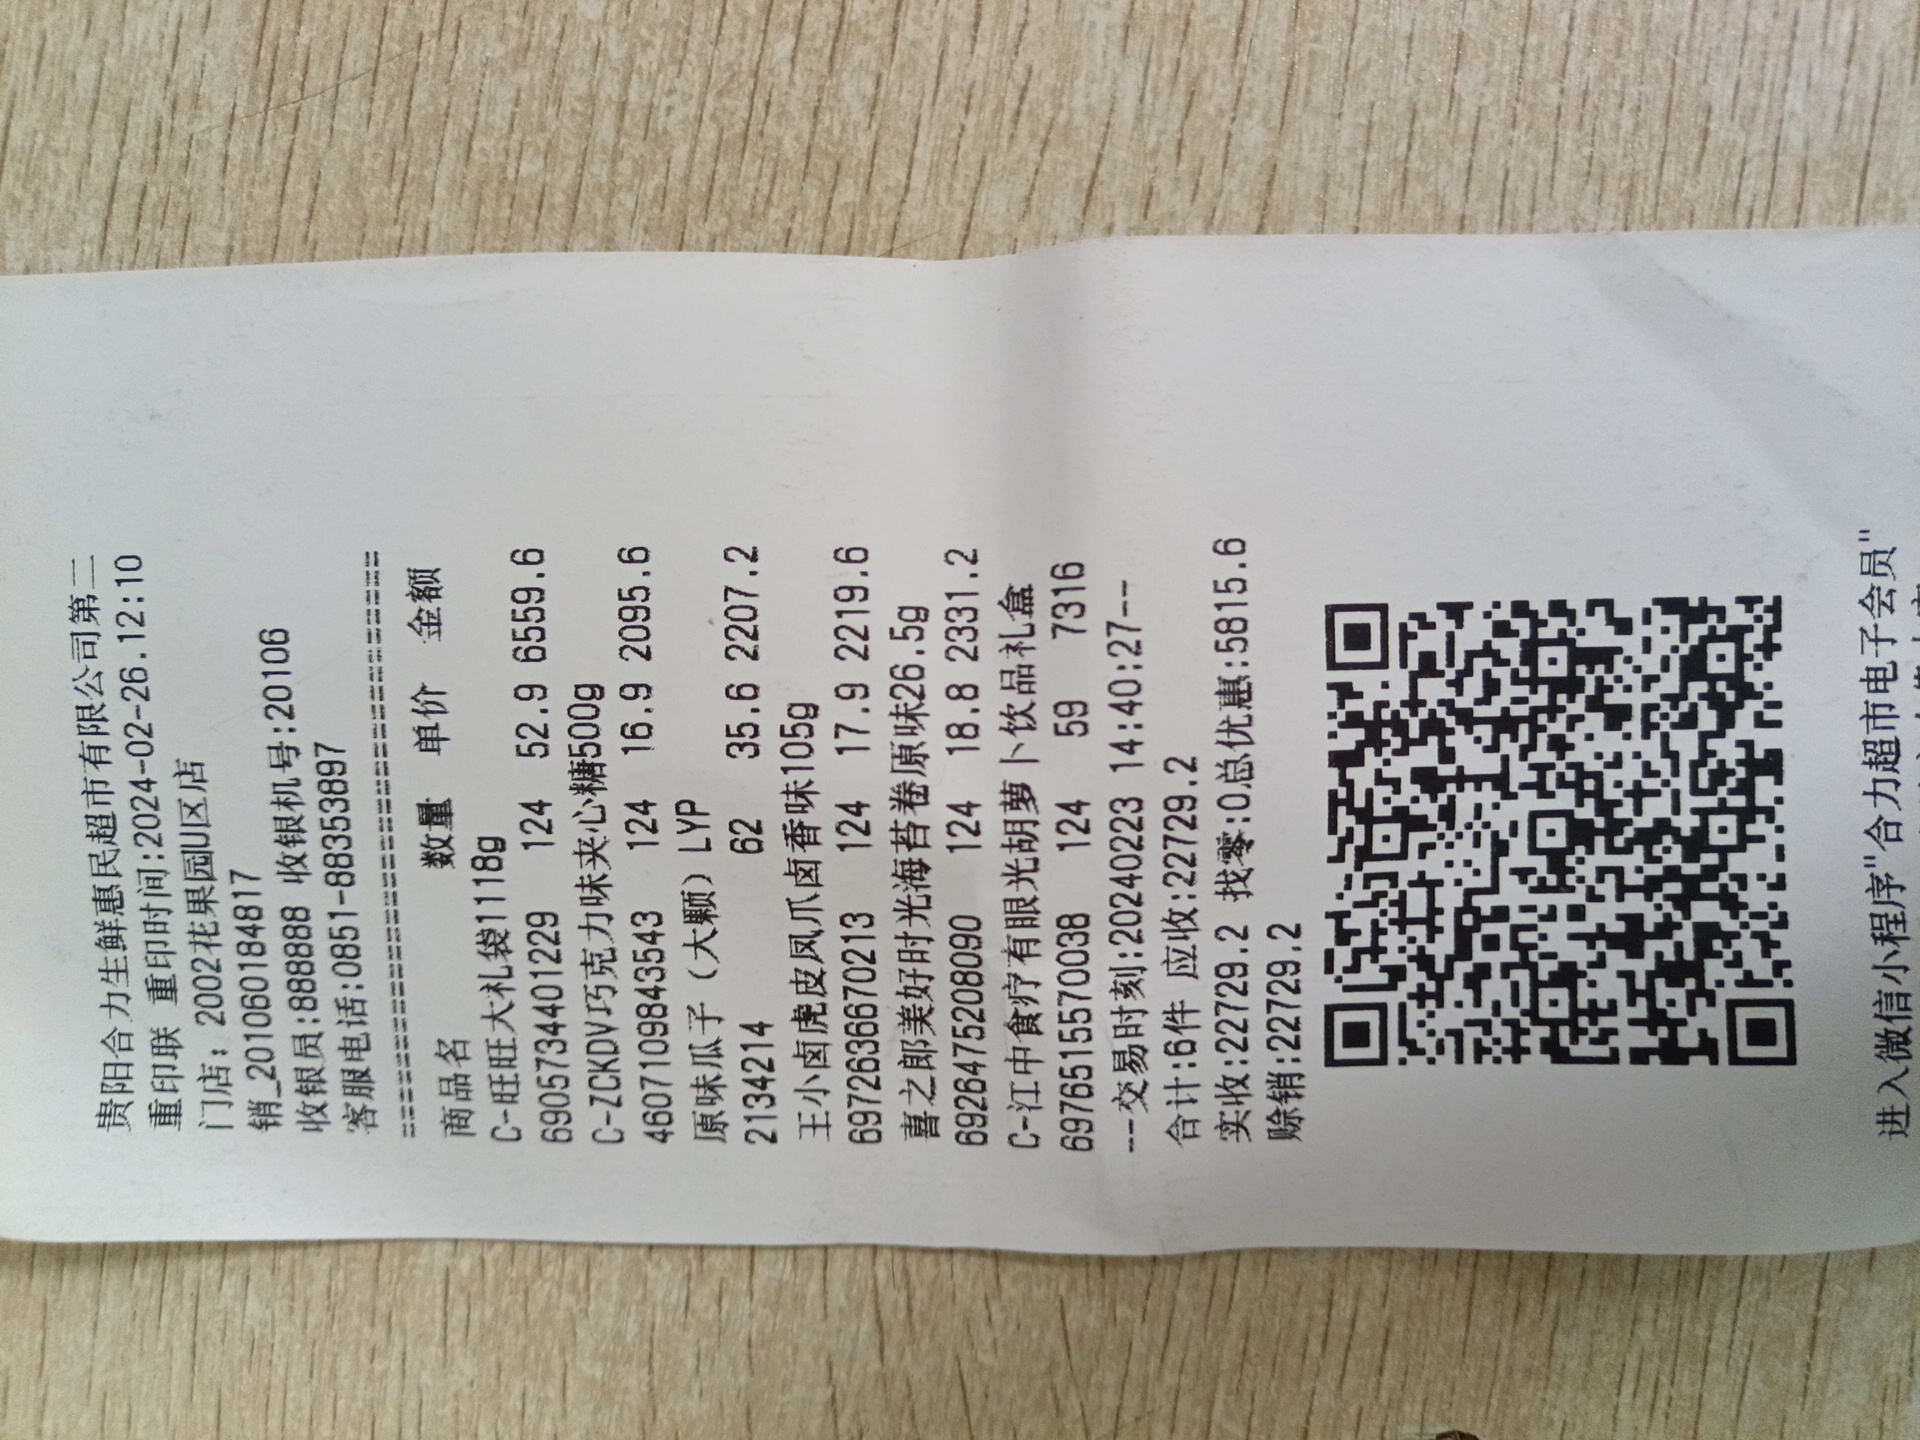 贵阳合力生鲜惠民超市有限公司第二
重印联 重印时间:2024-02-26.12:10
门店: 2002花果园U区店
销_201060184817
收银员:888888 收银机号:20106
客服电话:0851-88353897
================================
商品名 数量 单价 金额
C-旺旺大礼袋1118g
6905734401229 124 52.9 6559.6
C-ZCKDV巧克力味夹心糖500g
4607109843543 124 16.9 2095.6
原味瓜子（大颗）LYP
2134214 62 35.6 2207.2
王小卤虎皮凤爪卤香味105g
6972636670213 124 17.9 2219.6
喜之郎美好时光海苔卷原味26.5g
6926475208090 124 18.8 2331.2
C-江中食疗有眼光胡萝卜饮品礼盒
6976515570038 124 59 7316
--交易时刻:20240223 14:40:27--
合计:6件 应收:22729.2
实收:22729.2 找零:0总优惠:5815.6
赊销:22729.2
进入微信小程序"合力超市电子会员"